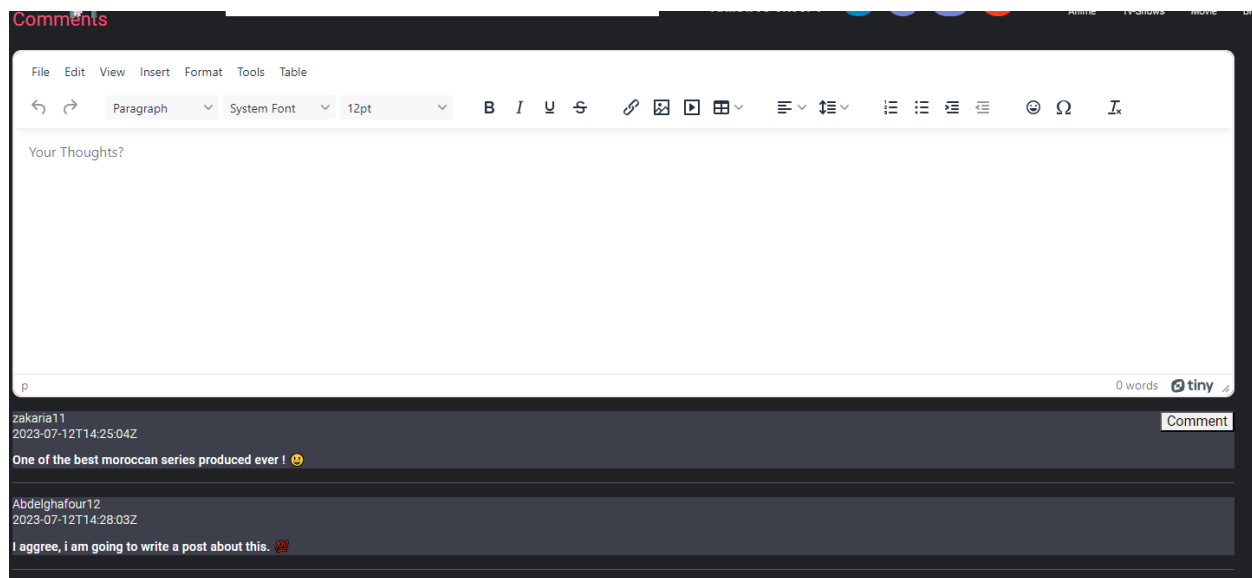 Comments
Anime Tv-Shows Movie
File Edit View Insert Format Tools Table
Paragraph System Font 12pt
Your Thoughts?
p 0 words tiny
zakaria11 Comment
2023-07-12T14:25:04Z
One of the best moroccan series produced ever ! 😀
Abdelghafour12
2023-07-12T14:28:03Z
I aggree, i am going to write a post about this. 💯